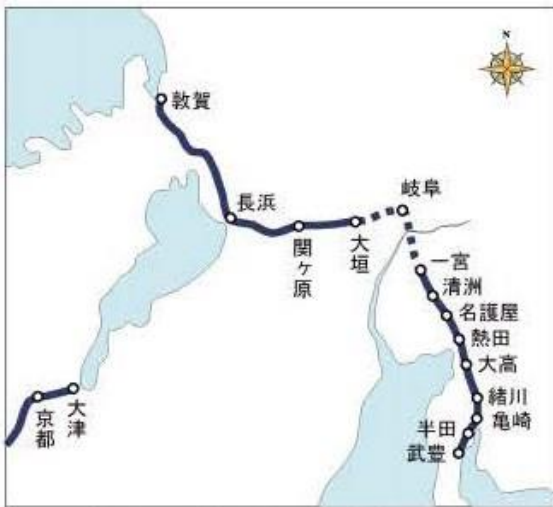 N
敦賀
長浜
関ヶ原
大垣
岐阜
一宮
清洲
名護屋
熱田
大高
緒川
亀崎
半田
武豊
大津
京都